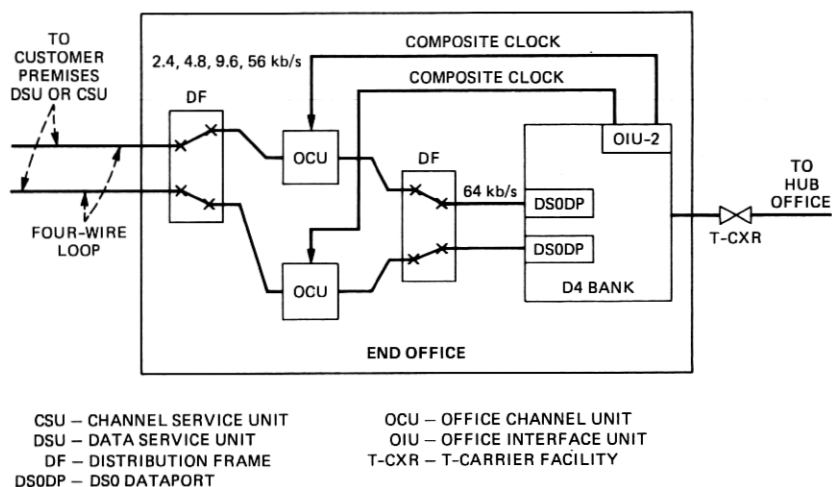 TO
CUSTOMER
PREMISES
DSU OR CSU
2.4, 4.8, 9.6, 56 kb/s
COMPOSITE CLOCK
COMPOSITE CLOCK
DF
OCU
DF
64 kb/s
OIU-2
DS0DP
DS0DP
D4 BANK
TO
HUB
OFFICE
T-CXR
FOUR-WIRE
LOOP
OCU
END OFFICE
CSU – CHANNEL SERVICE UNIT
DSU – DATA SERVICE UNIT
DF – DISTRIBUTION FRAME
DS0DP – DS0 DATAPORT
OCU – OFFICE CHANNEL UNIT
OIU – OFFICE INTERFACE UNIT
T-CXR – T-CARRIER FACILITY